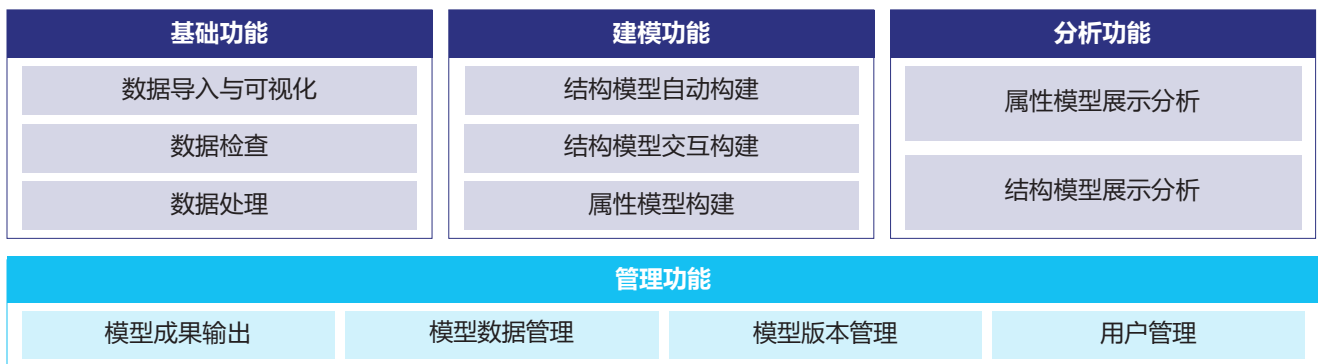 基础功能
数据导入与可视化
数据检查
数据处理
建模功能
结构模型自动构建
结构模型交互构建
属性模型构建
分析功能
属性模型展示分析
结构模型展示分析
管理功能
模型成果输出
模型数据管理
模型版本管理
用户管理